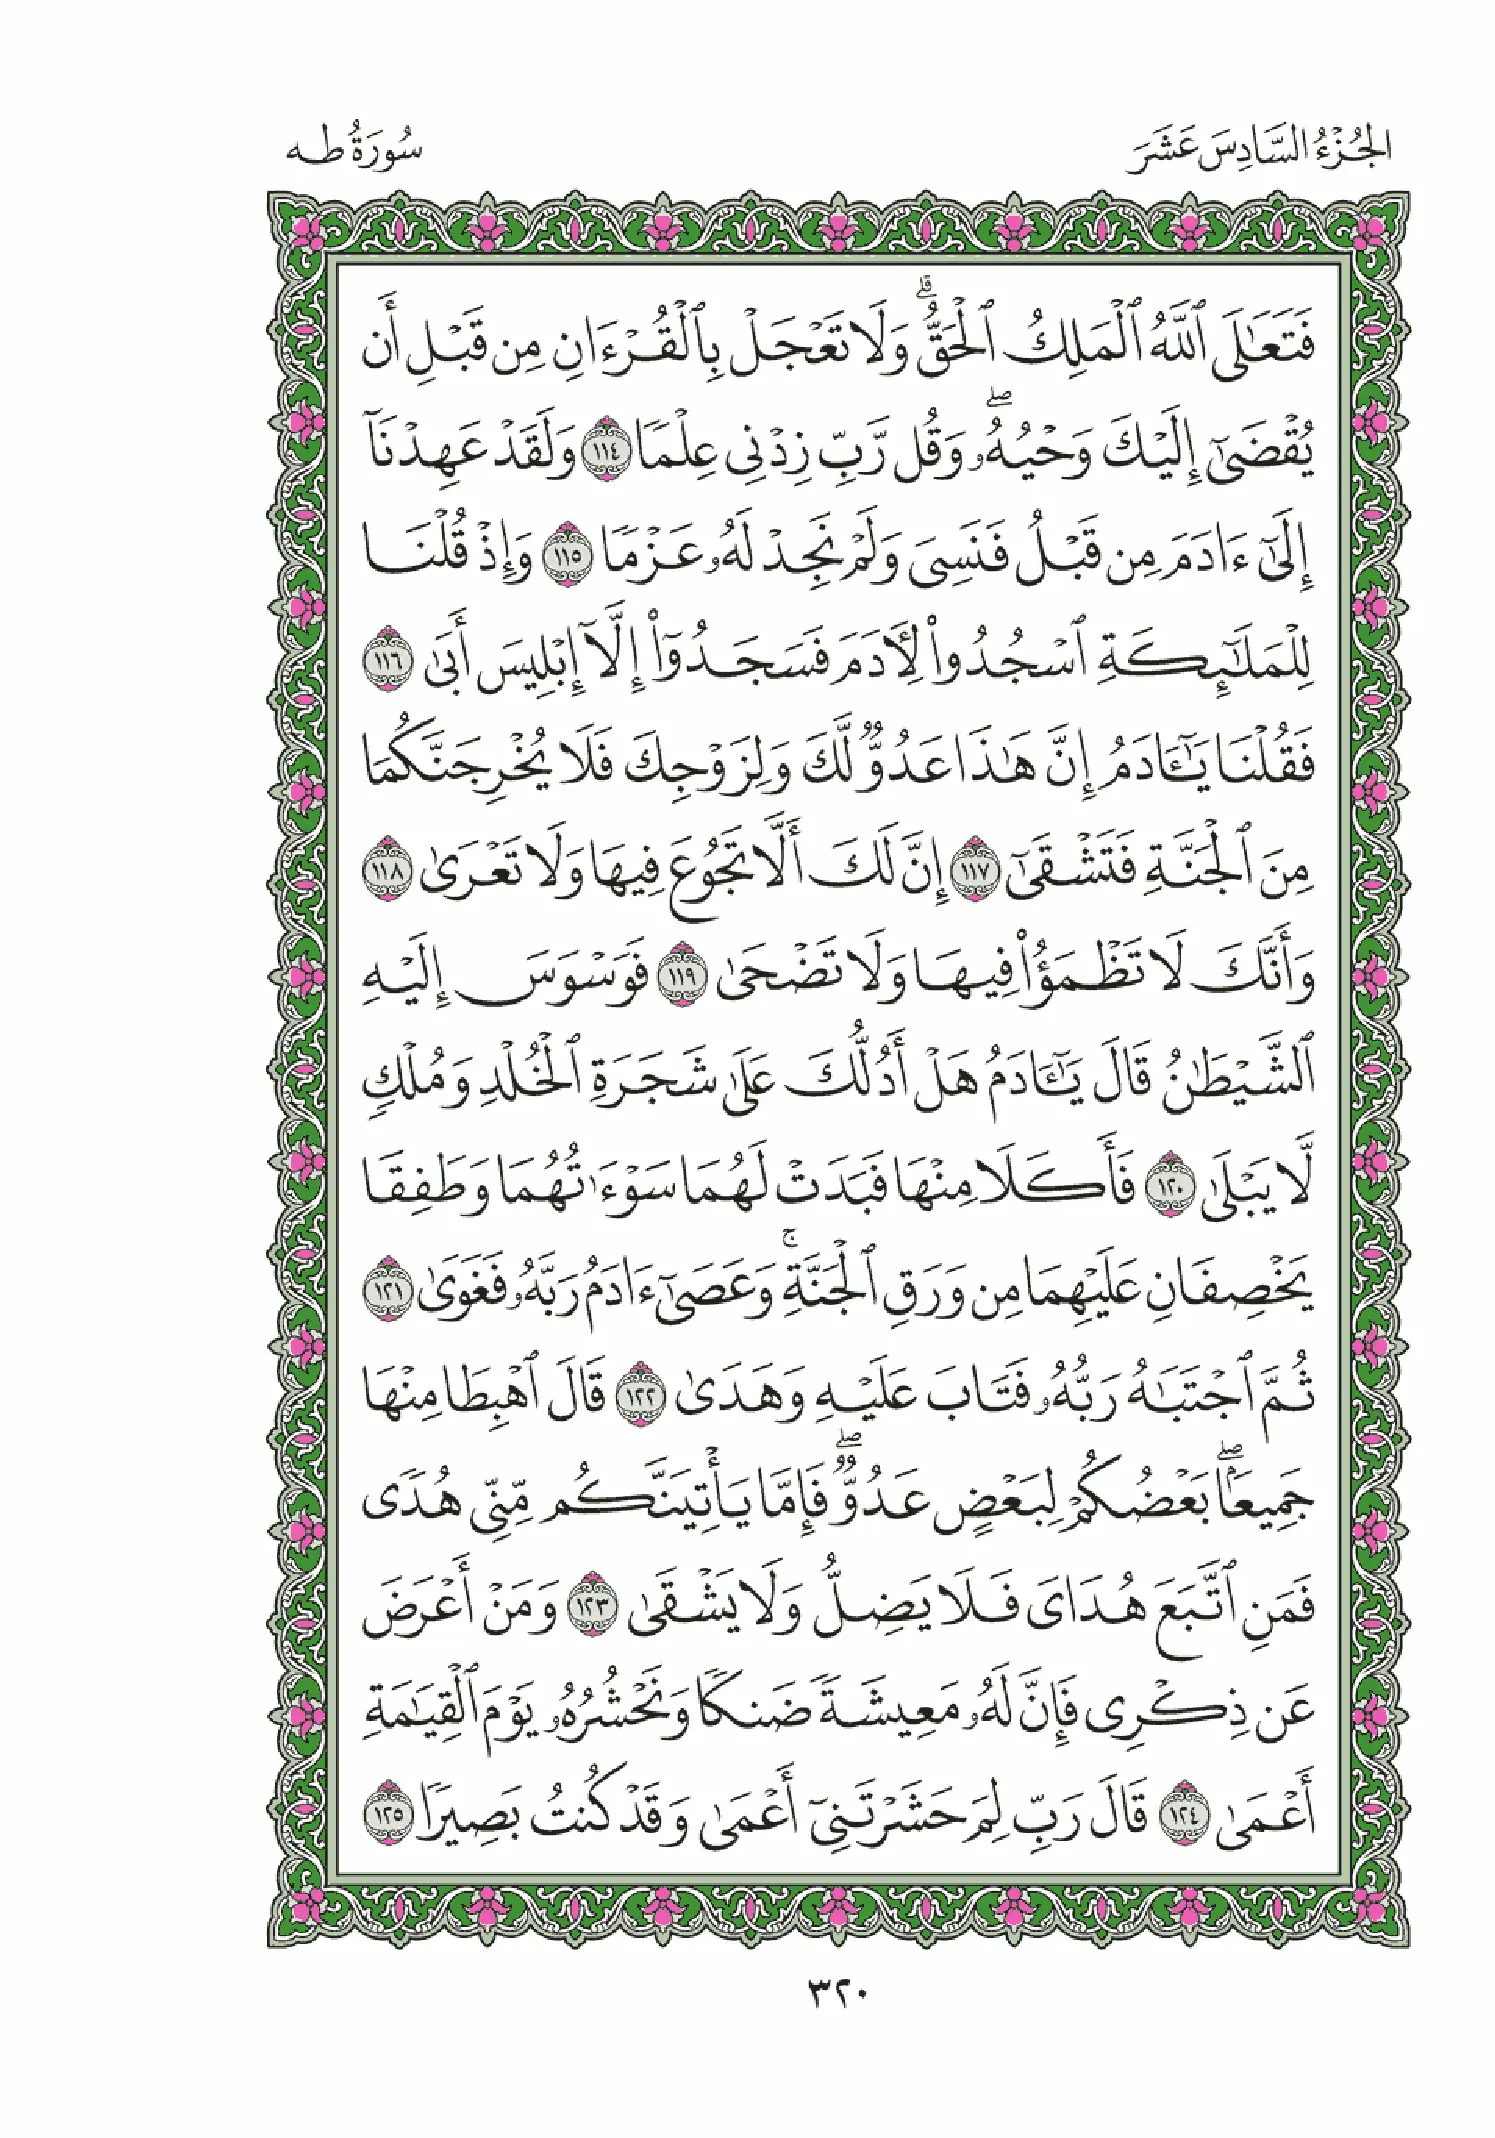 الجُزْءُ السَّادِسَ عَشَرَ
سُورَةُ طه
فَتَعَٰلَى ٱللَّهُ ٱلْمَلِكُ ٱلْحَقُّۗ وَلَا تَعْجَلْ بِٱلْقُرْءَانِ مِن قَبْلِ أَن
يُقْضَىٰٓ إِلَيْكَ وَحْيُهُۥۖ وَقُل رَّبِّ زِدْنِى عِلْمًا ١١٤ وَلَقَدْ عَهِدْنَآ
إِلَىٰٓ ءَادَمَ مِن قَبْلُ فَنَسِىَ وَلَمْ نَجِدْ لَهُۥ عَزْمًا ١١٥ وَإِذْ قُلْنَا
لِلْمَلَٰٓئِكَةِ ٱسْجُدُوا۟ لِأَدَمَ فَسَجَدُوٓا۟ إِلَّآ إِبْلِيسَ أَبَىٰ ١١٦
فَقُلْنَا يَٰٓـَٔادَمُ إِنَّ هَٰذَا عَدُوٌّ لَّكَ وَلِزَوْجِكَ فَلَا يُخْرِجَنَّكُمَا
مِنَ ٱلْجَنَّةِ فَتَشْقَىٰٓ ١١٧ إِنَّ لَكَ أَلَّا تَجُوعَ فِيهَا وَلَا تَعْرَىٰ ١١٨
وَأَنَّكَ لَا تَظْمَؤُا۟ فِيهَا وَلَا تَضْحَىٰ ١١٩ فَوَسْوَسَ إِلَيْهِ
ٱلشَّيْطَٰنُ قَالَ يَٰٓـَٔادَمُ هَلْ أَدُلُّكَ عَلَىٰ شَجَرَةِ ٱلْخُلْدِ وَمُلْكٍ
لَّا يَبْلَىٰ ١٢٠ فَأَكَلَا مِنْهَا فَبَدَتْ لَهُمَا سَوْءَٰتُهُمَا وَطَفِقَا
يَخْصِفَانِ عَلَيْهِمَا مِن وَرَقِ ٱلْجَنَّةِۚ وَعَصَىٰٓ ءَادَمُ رَبَّهُۥ فَغَوَىٰ ١٢١
ثُمَّ ٱجْتَبَٰهُ رَبُّهُۥ فَتَابَ عَلَيْهِ وَهَدَىٰ ١٢٢ قَالَ ٱهْبِطَا مِنْهَا
جَمِيعًۢاۖ بَعْضُكُمْ لِبَعْضٍ عَدُوٌّۖ فَإِمَّا يَأْتِيَنَّكُم مِّنِّى هُدًى
فَمَنِ ٱتَّبَعَ هُدَاىَ فَلَا يَضِلُّ وَلَا يَشْقَىٰ ١٢٣ وَمَنْ أَعْرَضَ
عَن ذِكْرِى فَإِنَّ لَهُۥ مَعِيشَةً ضَنكًا وَنَحْشُرُهُۥ يَوْمَ ٱلْقِيَٰمَةِ
أَعْمَىٰ ١٢٤ قَالَ رَبِّ لِمَ حَشَرْتَنِىٓ أَعْمَىٰ وَقَدْ كُنتُ بَصِيرًا ١٢٥
٣٢٠